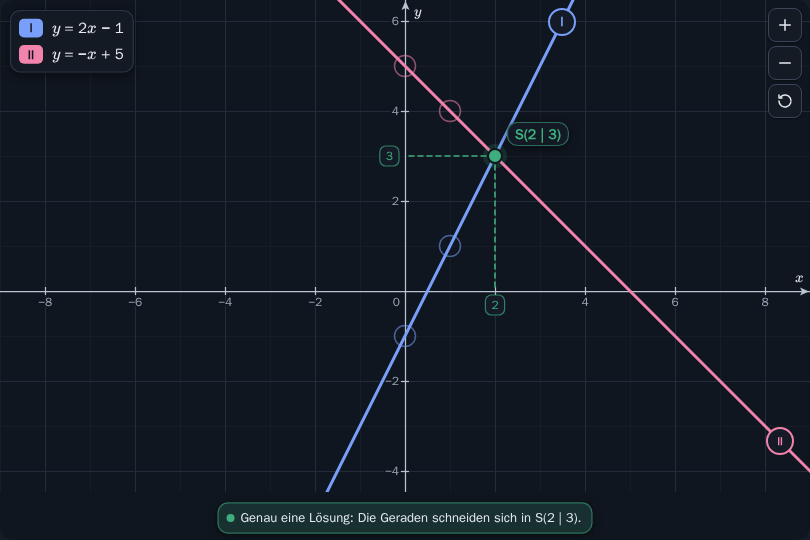 I y = 2x − 1
II y = −x + 5
y
6
4
2
−2
−4
x
−8
−6
−4
−2
0
2
4
6
8
3
S(2 | 3)
I
II
+
−
Genau eine Lösung: Die Geraden schneiden sich in S(2 | 3).